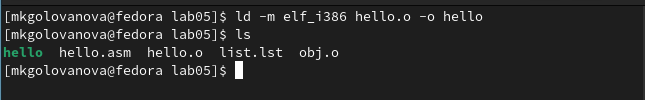 [mkgolovanova@fedora lab05]$ ld -m elf_i386 hello.o -o hello
[mkgolovanova@fedora lab05]$ ls
hello  hello.asm  hello.o  list.lst  obj.o
[mkgolovanova@fedora lab05]$